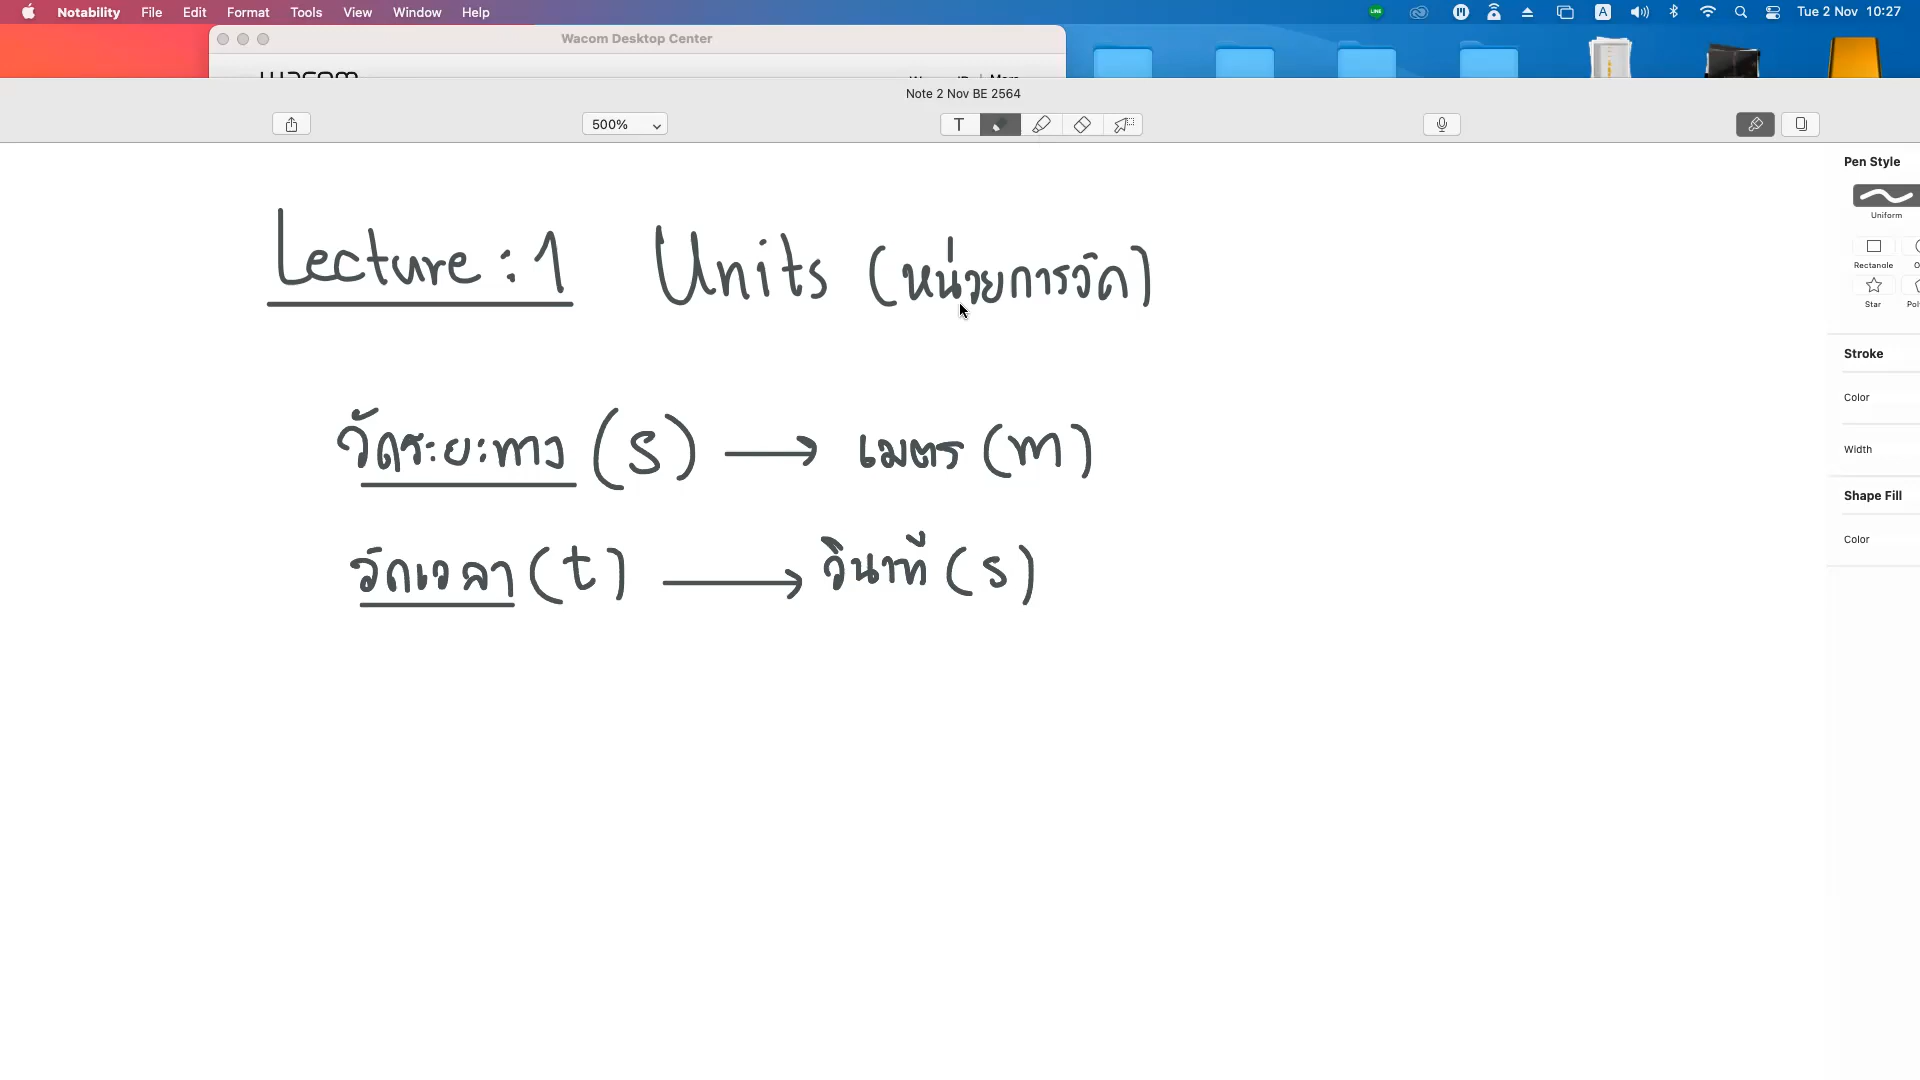 Notability File Edit Format Tools View Window Help A Tue 2 Nov 10:27
Wacom Desktop Center
Note 2 Nov BE 2564
500% T
Pen Style
Uniform
Rectangle
Star
Stroke
Color
Width
Shape Fill
Color
Lecture : 1 Units (หน่วยการวัด)
วัดระยะทาง (s) → เมตร (m)
วัดเวลา (t) → วินาที (s)